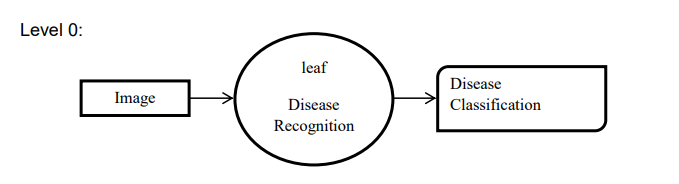 Level 0:
Image
leaf
Disease
Recognition
Disease
Classification